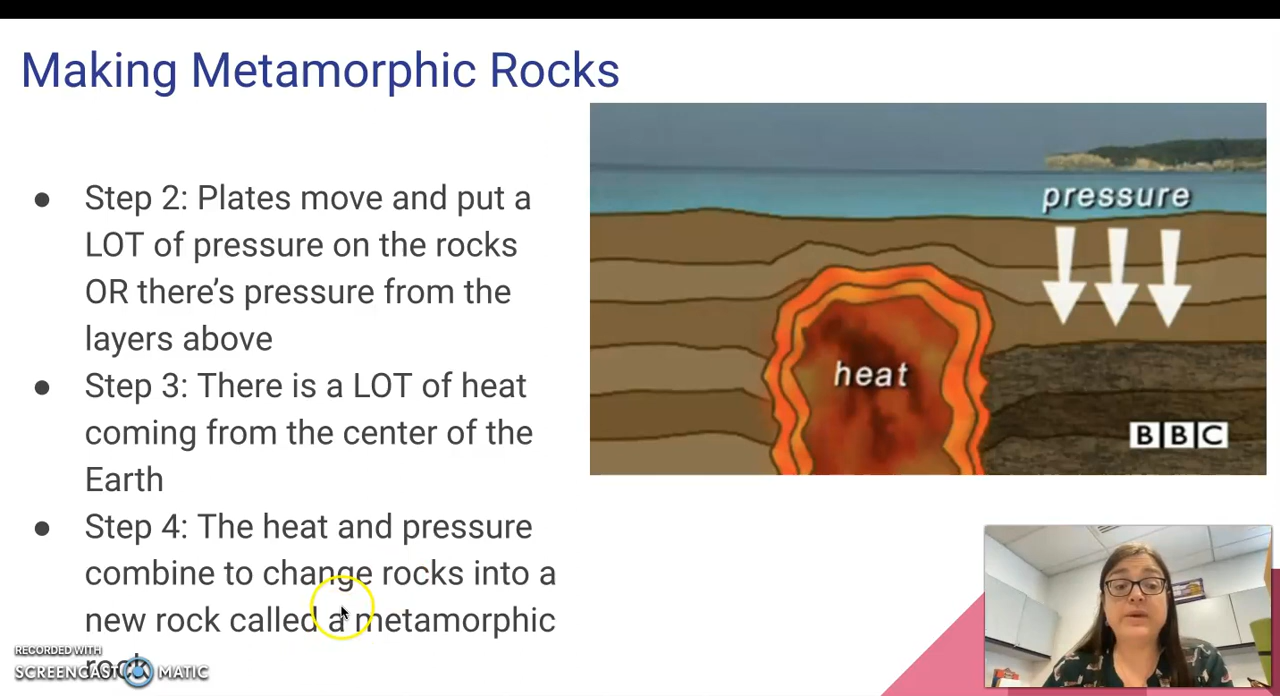 Making Metamorphic Rocks
● Step 2: Plates move and put a
LOT of pressure on the rocks
OR there’s pressure from the
layers above
● Step 3: There is a LOT of heat
coming from the center of the
Earth
● Step 4: The heat and pressure
combine to change rocks into a
new rock called a metamorphic
rock
pressure
heat
BBC
RECORDED WITH
SCREENCAST MATIC